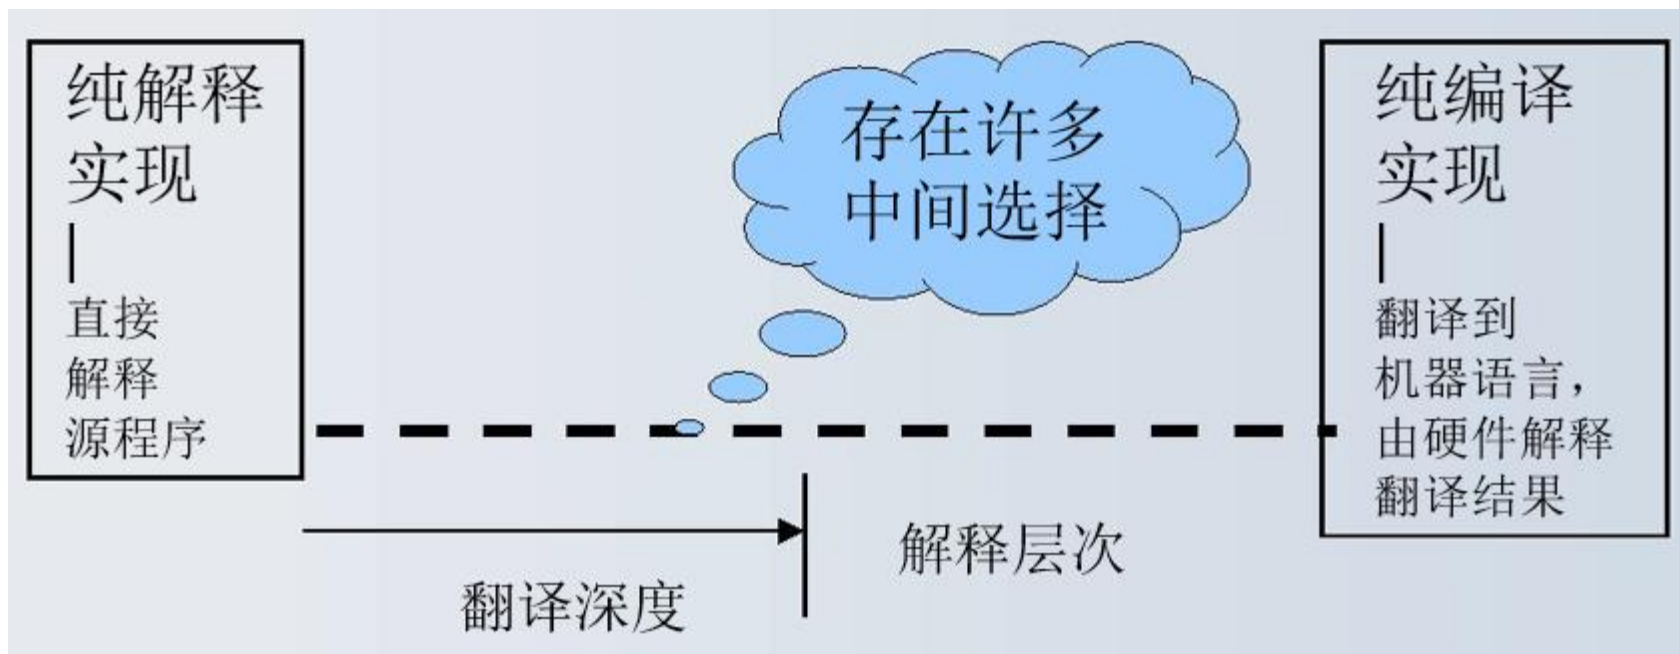 纯解释
实现
|
直接
解释
源程序
存在许多
中间选择
纯编译
实现
|
翻译到
机器语言，
由硬件解释
翻译结果
翻译深度
解释层次